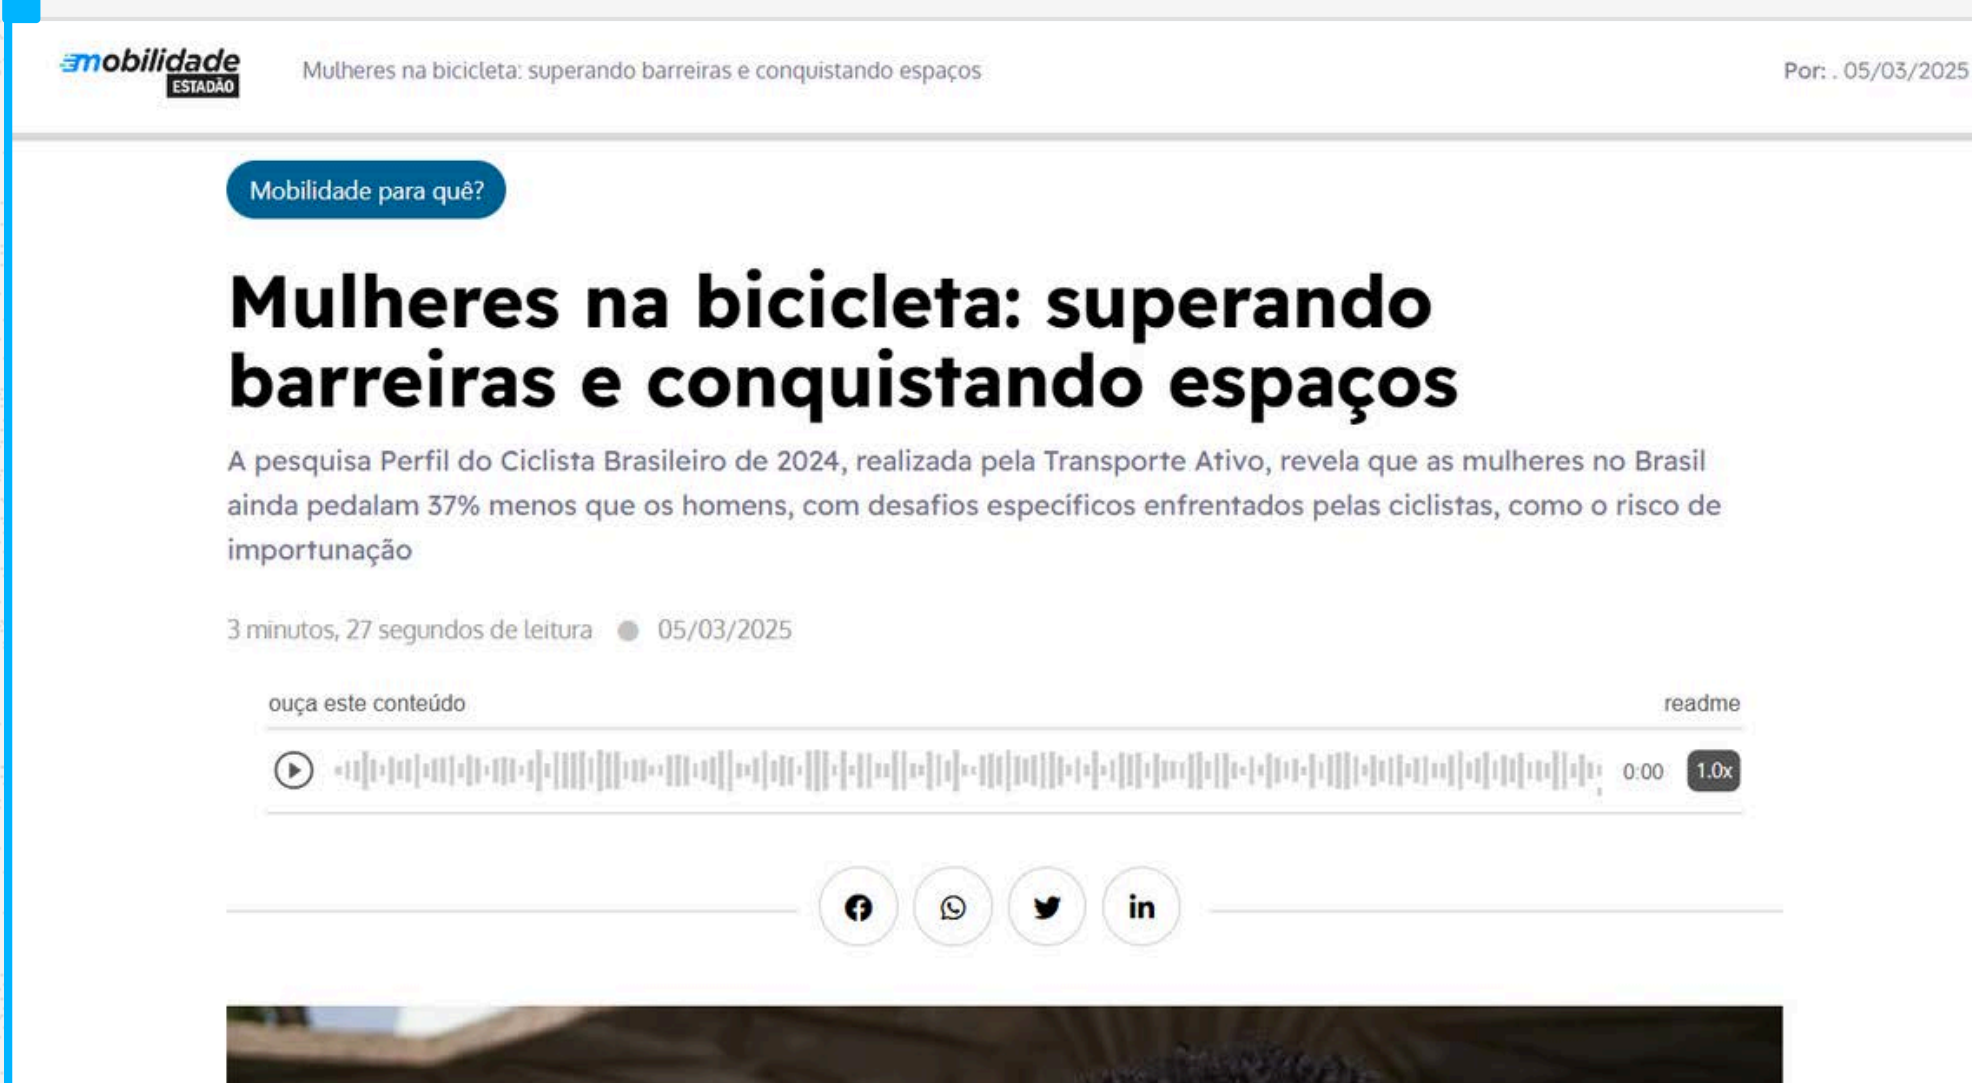 mobilidade
ESTADÃO
Mulheres na bicicleta: superando barreiras e conquistando espaços
Por: . 05/03/2025
Mobilidade para quê?
Mulheres na bicicleta: superando
barreiras e conquistando espaços
A pesquisa Perfil do Ciclista Brasileiro de 2024, realizada pela Transporte Ativo, revela que as mulheres no Brasil
ainda pedalam 37% menos que os homens, com desafios específicos enfrentados pelas ciclistas, como o risco de
importunação
3 minutos, 27 segundos de leitura
05/03/2025
ouça este conteúdo
readme
0:00
1.0x